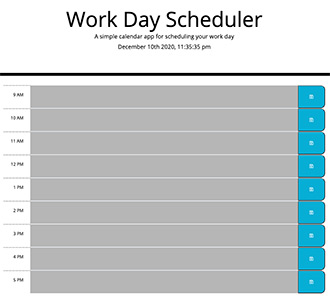 Work Day Scheduler
A simple calendar app for scheduling your work day
December 10th 2020, 11:35:35 pm
9 AM
10 AM
11 AM
12 PM
1 PM
2 PM
3 PM
4 PM
5 PM